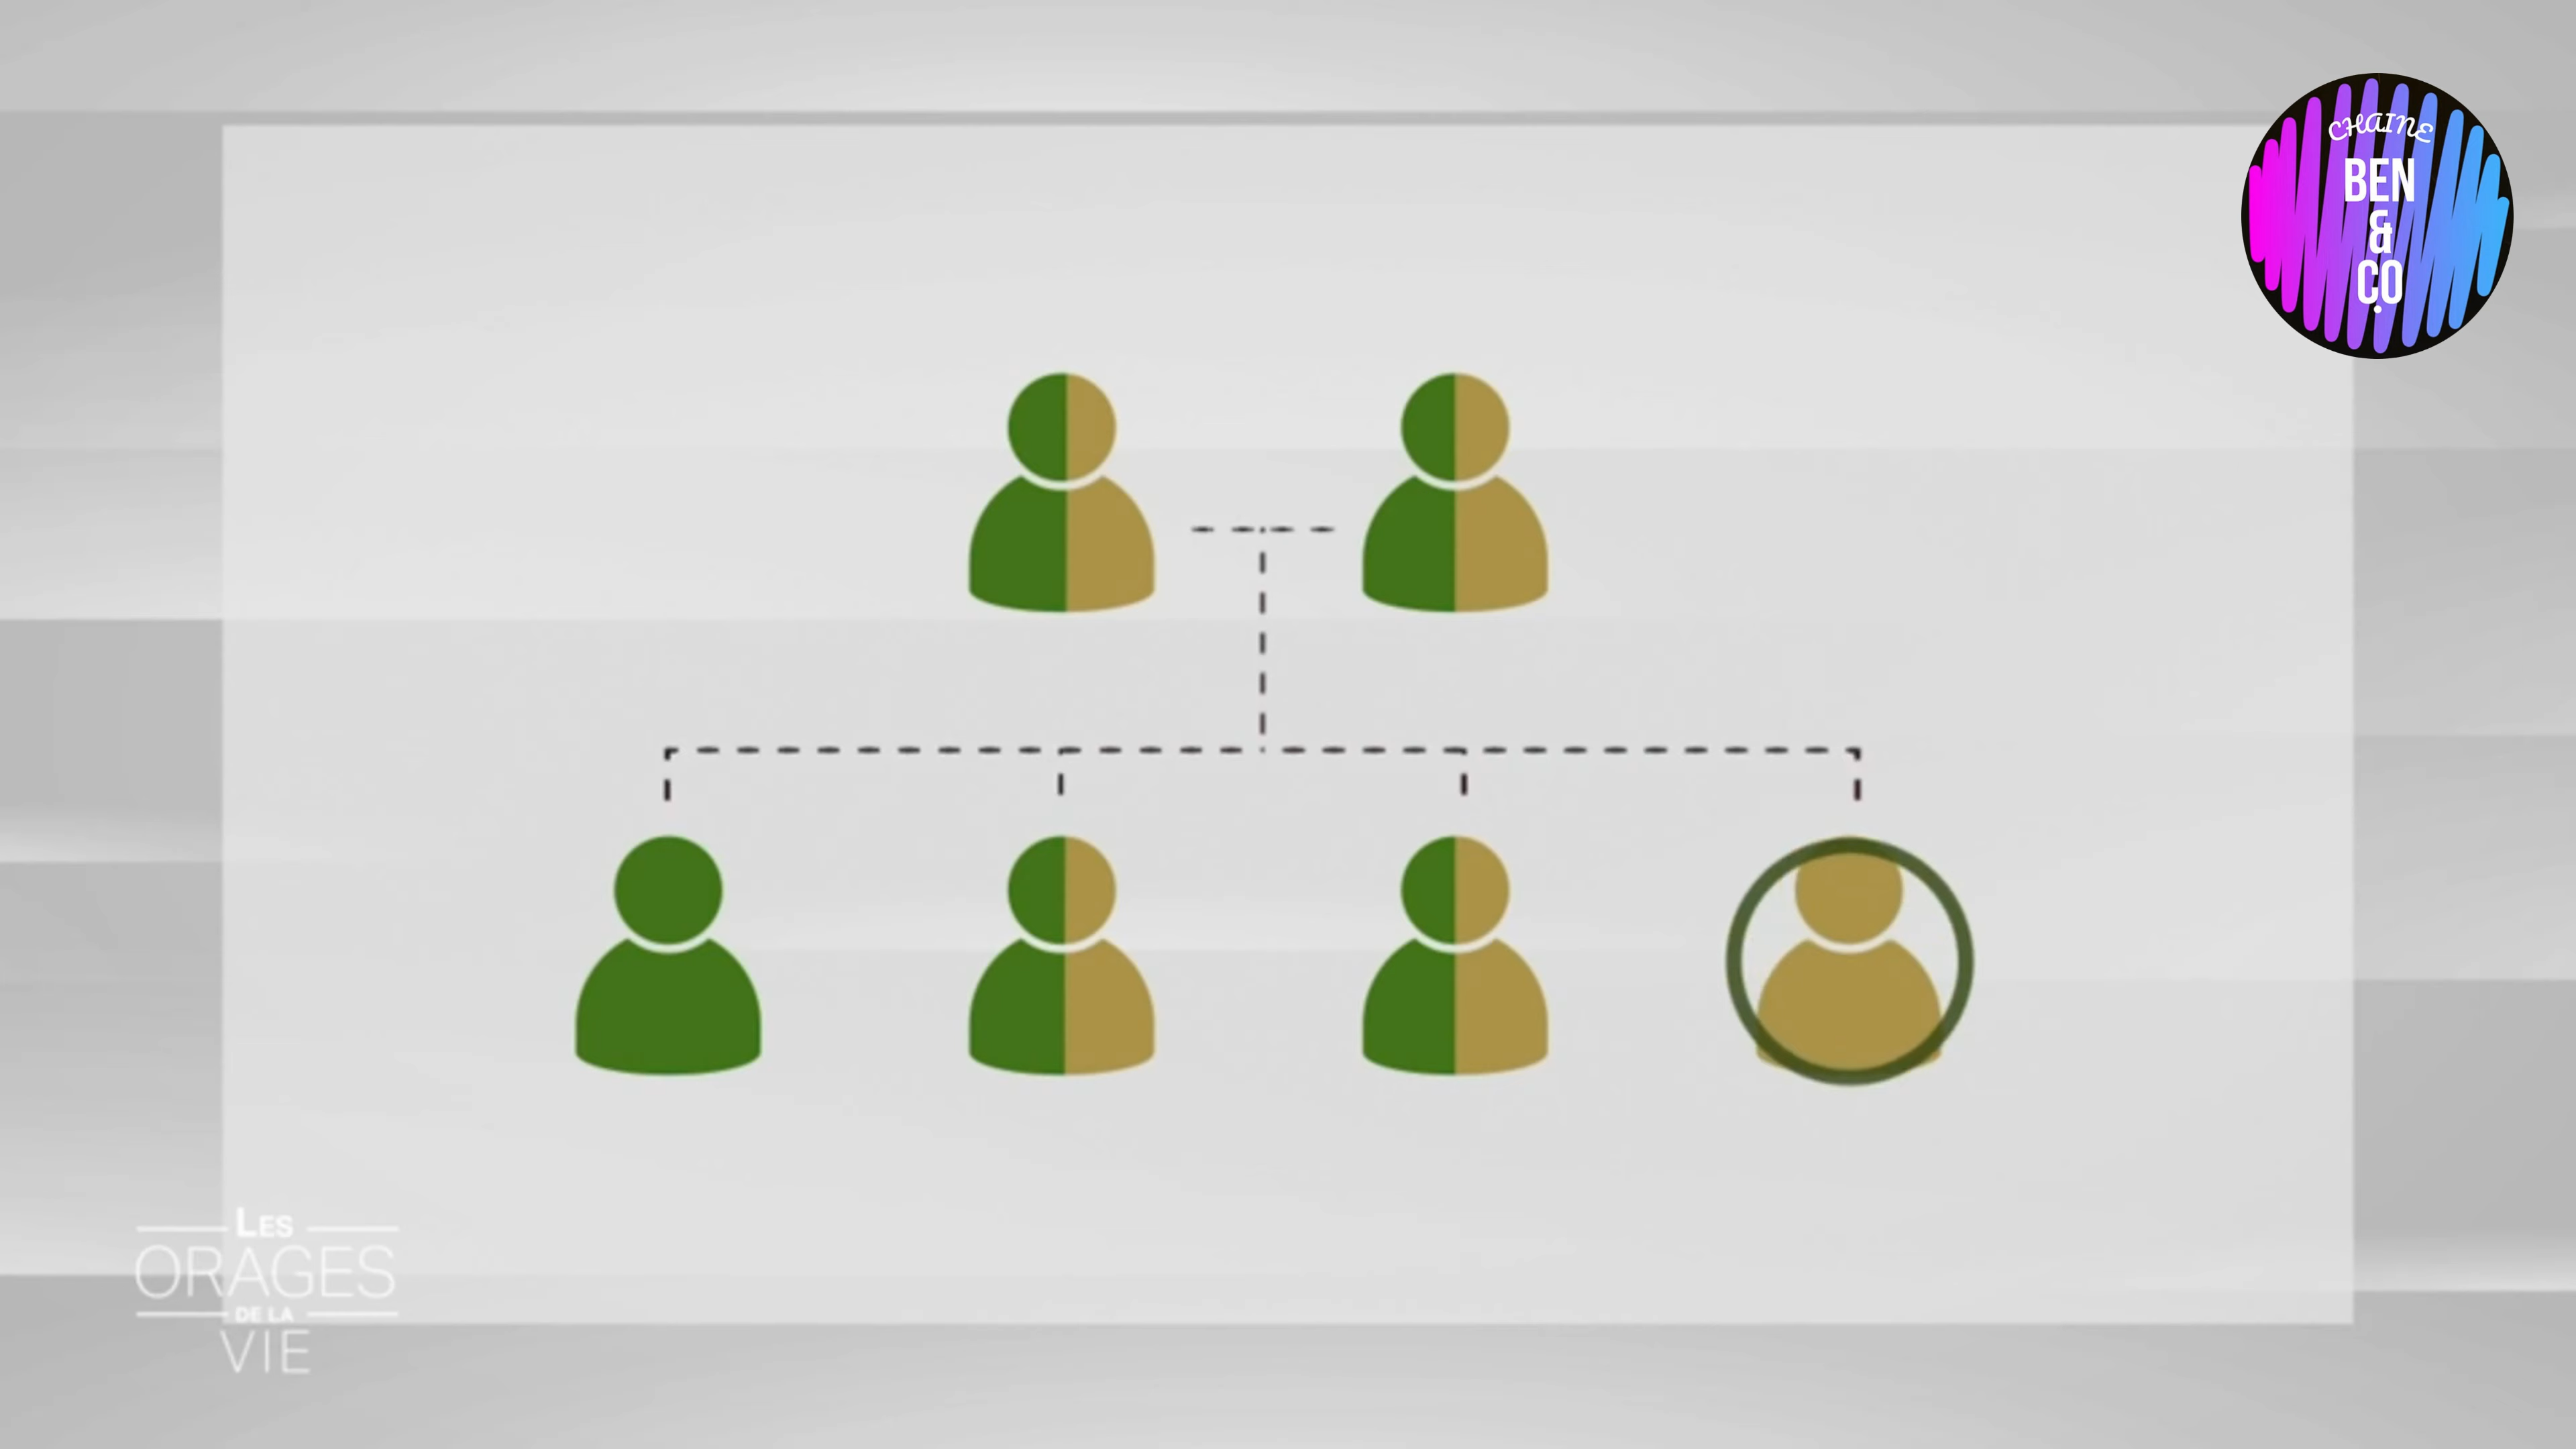 CHAINE
BEN
&
CO.
LES
ORAGES
DE LA
VIE